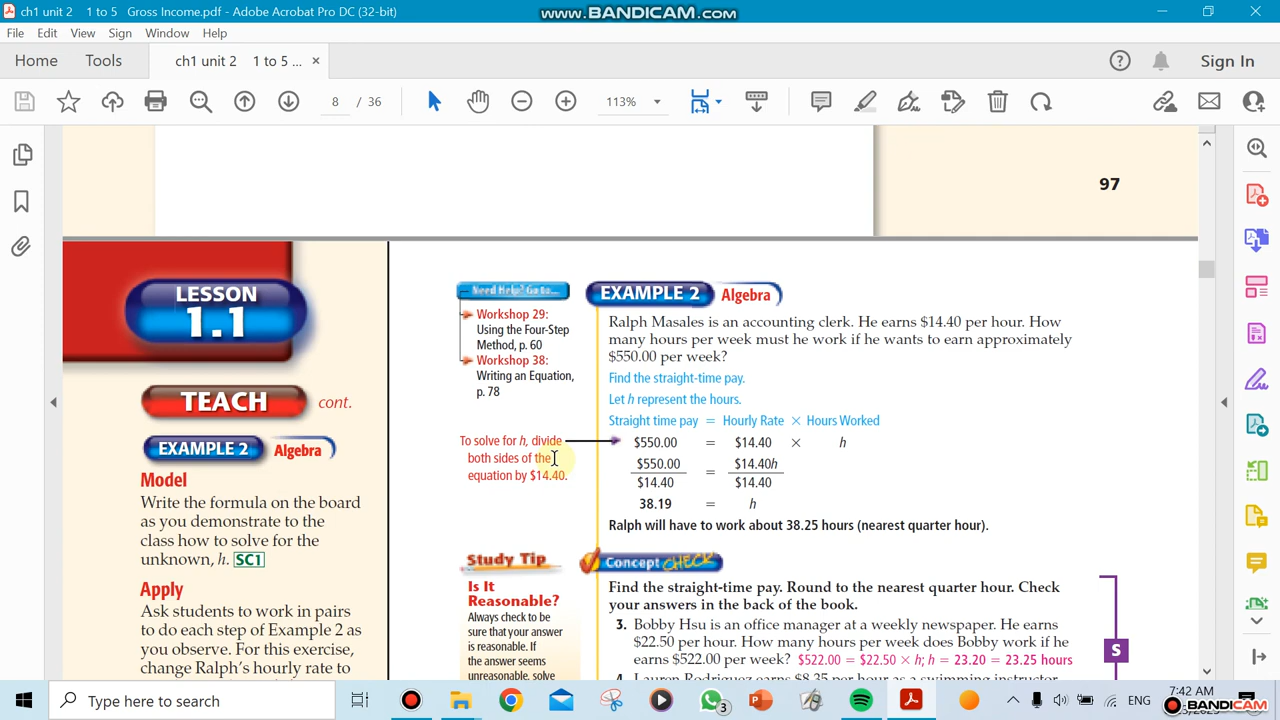 ch1 unit 2    1 to 5   Gross Income.pdf - Adobe Acrobat Pro DC (32-bit)
www.BANDICAM.com
File Edit View Sign Window Help
Home Tools ch1 unit 2    1 to 5 ... × Sign In
8 / 36 113%
97
LESSON
1.1
TEACH cont.
EXAMPLE 2 Algebra
Model
Write the formula on the board
as you demonstrate to the
class how to solve for the
unknown, h. SC1
Apply
Ask students to work in pairs
to do each step of Example 2 as
you observe. For this exercise,
change Ralph's hourly rate to
Need Help? Go to...
Workshop 29:
Using the Four-Step
Method, p. 60
Workshop 38:
Writing an Equation,
p. 78
To solve for h, divide
both sides of the
equation by $14.40.
Study Tip
Is It
Reasonable?
Always check to be
sure that your answer
is reasonable. If
the answer seems
unreasonable, solve
EXAMPLE 2 Algebra
Ralph Masales is an accounting clerk. He earns $14.40 per hour. How
many hours per week must he work if he wants to earn approximately
$550.00 per week?
Find the straight-time pay.
Let h represent the hours.
Straight time pay = Hourly Rate × Hours Worked
$550.00 = $14.40 × h
$550.00 = $14.40h
$14.40 $14.40
38.19 = h
Ralph will have to work about 38.25 hours (nearest quarter hour).
Concept CHECK
Find the straight-time pay. Round to the nearest quarter hour. Check
your answers in the back of the book.
3. Bobby Hsu is an office manager at a weekly newspaper. He earns
$22.50 per hour. How many hours per week does Bobby work if he
earns $522.00 per week? $522.00 = $22.50 × h; h = 23.20 = 23.25 hours
S
4. Lauren Rodriguez earns $8.25 per hour as a swimming instructor
Type here to search
3
ENG
7:42 AM
BANDICAM